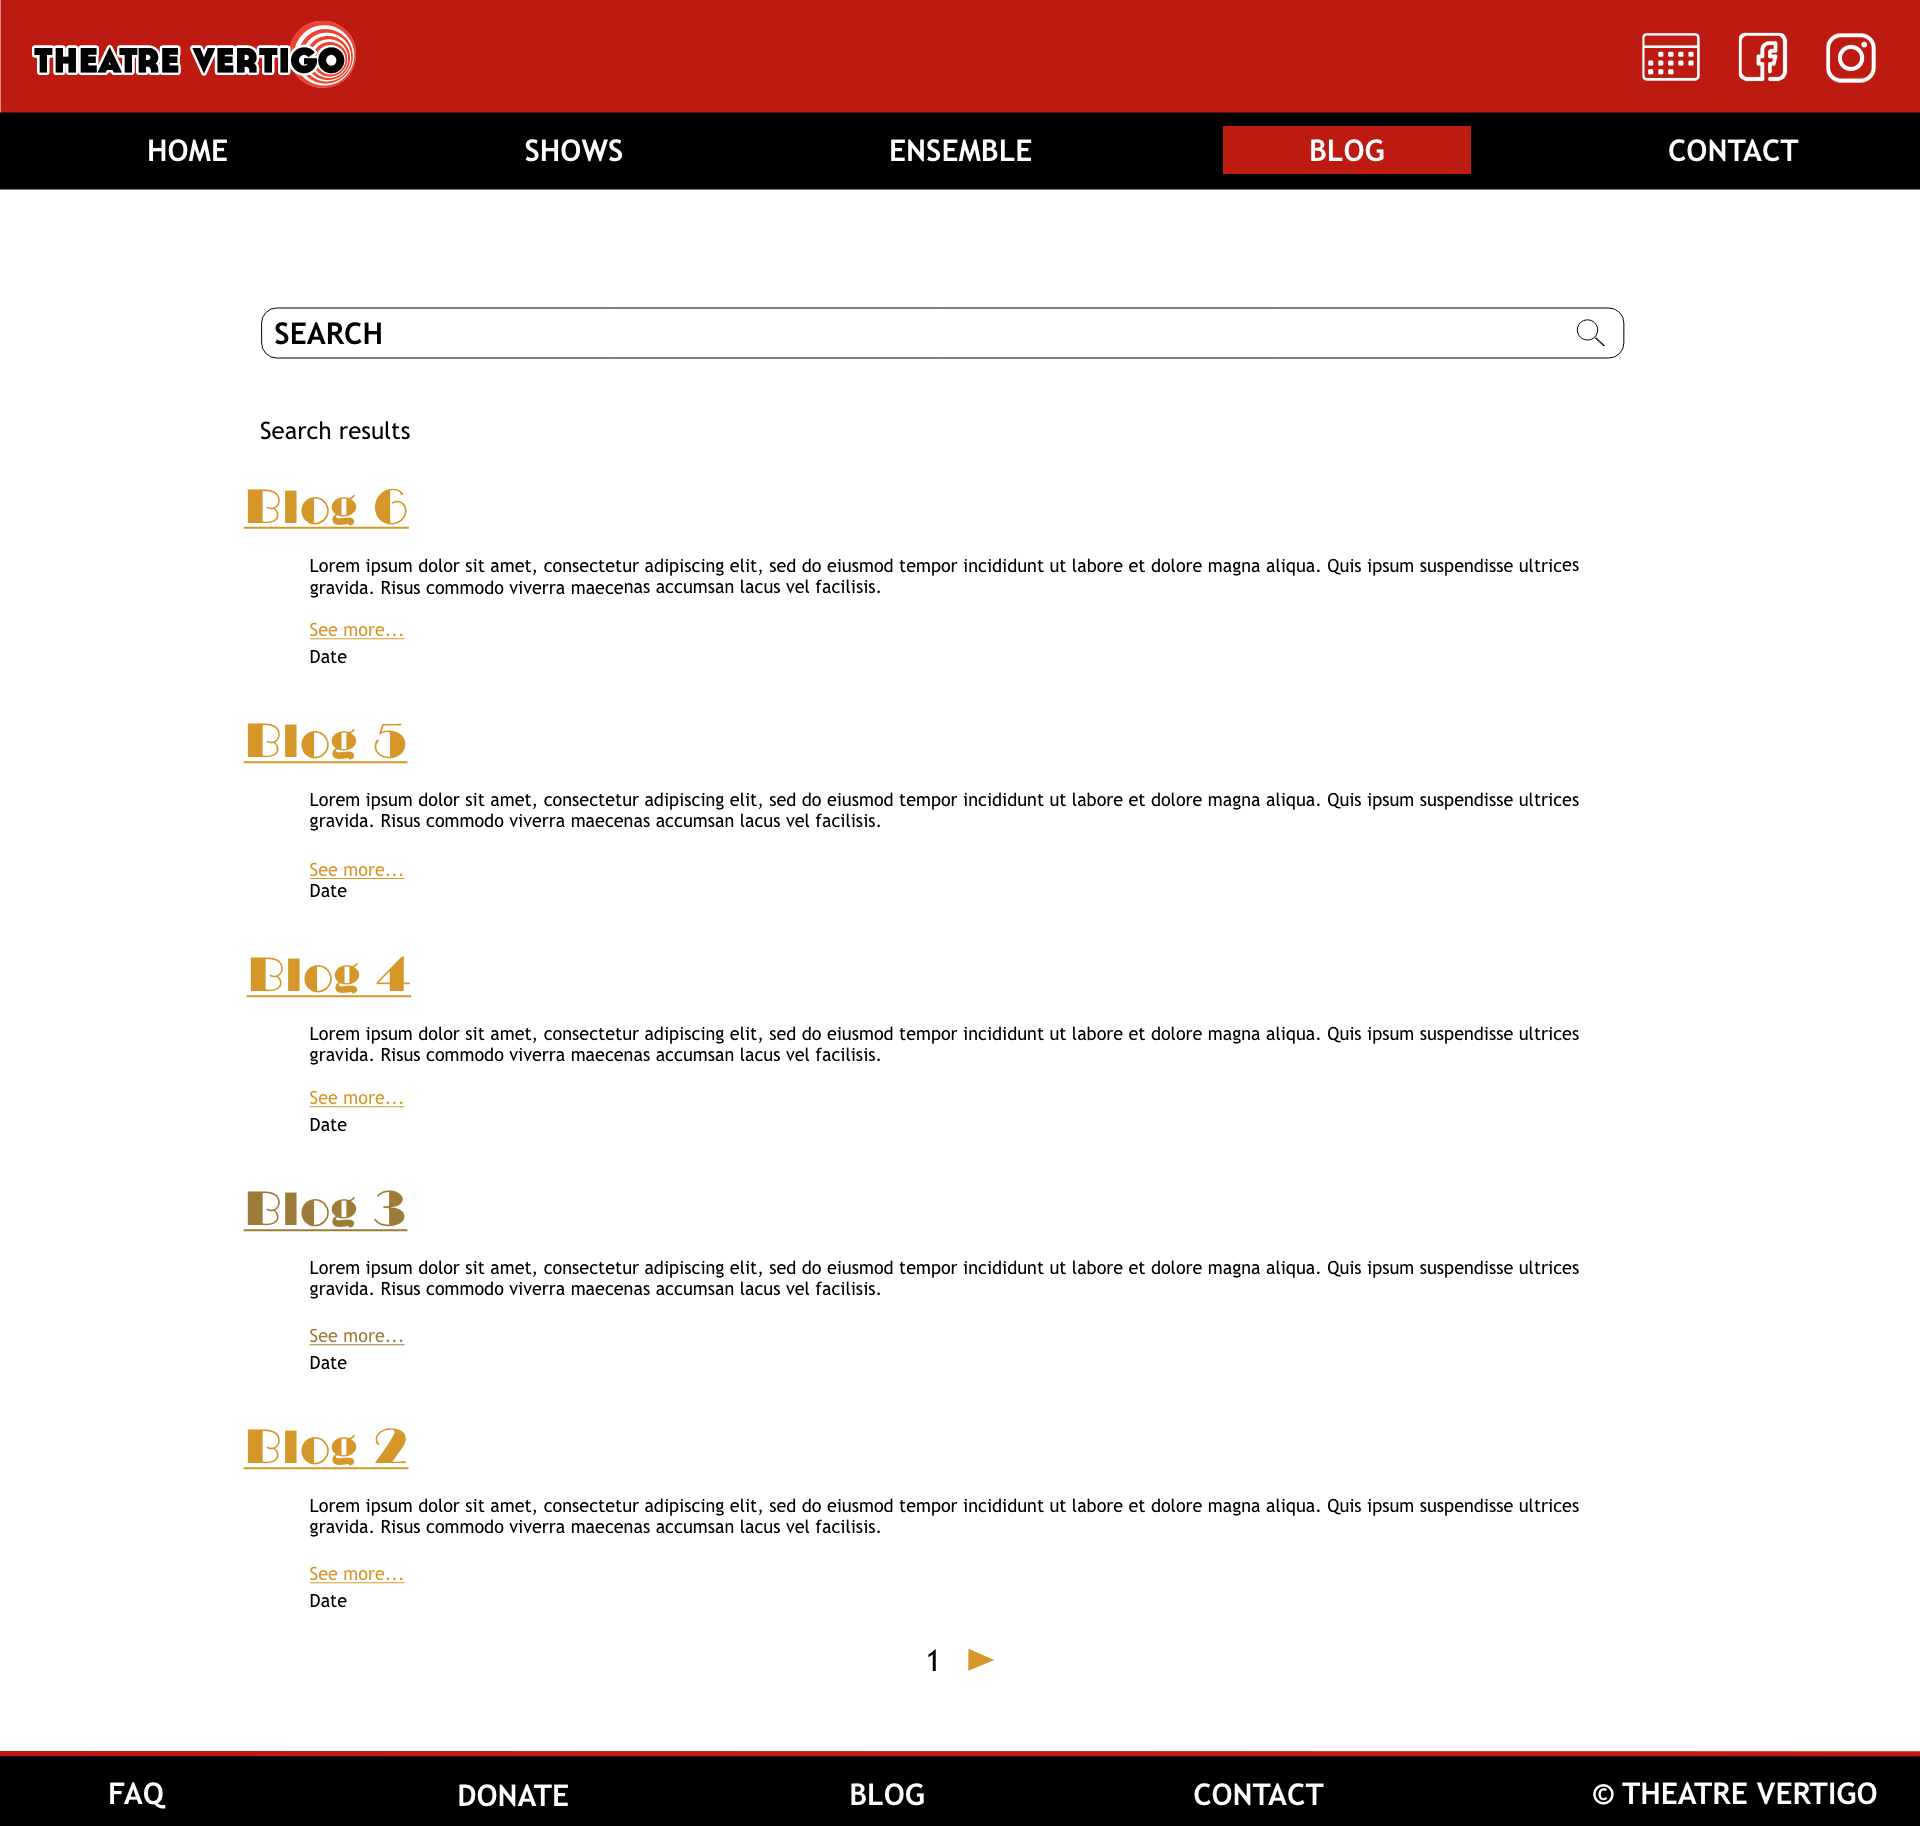 THEATRE VERTIGO
HOME SHOWS ENSEMBLE BLOG CONTACT
SEARCH
Search results
Blog 6
Lorem ipsum dolor sit amet, consectetur adipiscing elit, sed do eiusmod tempor incididunt ut labore et dolore magna aliqua. Quis ipsum suspendisse ultrices
gravida. Risus commodo viverra maecenas accumsan lacus vel facilisis.
See more...
Date
Blog 5
Lorem ipsum dolor sit amet, consectetur adipiscing elit, sed do eiusmod tempor incididunt ut labore et dolore magna aliqua. Quis ipsum suspendisse ultrices
gravida. Risus commodo viverra maecenas accumsan lacus vel facilisis.
See more...
Date
Blog 4
Lorem ipsum dolor sit amet, consectetur adipiscing elit, sed do eiusmod tempor incididunt ut labore et dolore magna aliqua. Quis ipsum suspendisse ultrices
gravida. Risus commodo viverra maecenas accumsan lacus vel facilisis.
See more...
Date
Blog 3
Lorem ipsum dolor sit amet, consectetur adipiscing elit, sed do eiusmod tempor incididunt ut labore et dolore magna aliqua. Quis ipsum suspendisse ultrices
gravida. Risus commodo viverra maecenas accumsan lacus vel facilisis.
See more...
Date
Blog 2
Lorem ipsum dolor sit amet, consectetur adipiscing elit, sed do eiusmod tempor incididunt ut labore et dolore magna aliqua. Quis ipsum suspendisse ultrices
gravida. Risus commodo viverra maecenas accumsan lacus vel facilisis.
See more...
Date
1
FAQ DONATE BLOG CONTACT © THEATRE VERTIGO